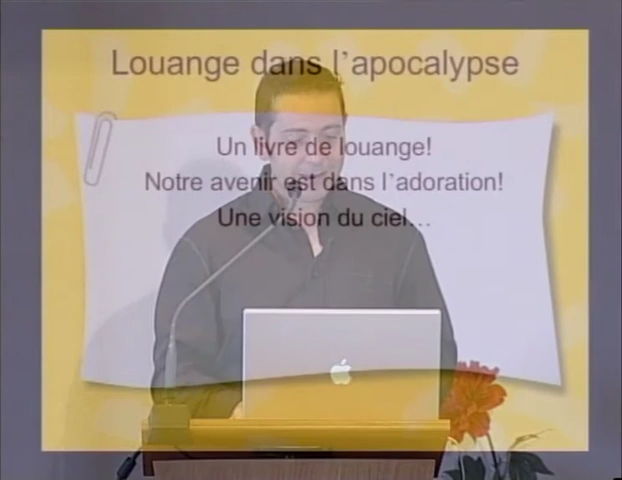 Louange dans l'apocalypse
Un livre de louange!
Notre avenir est dans l'adoration!
Une vision du ciel…